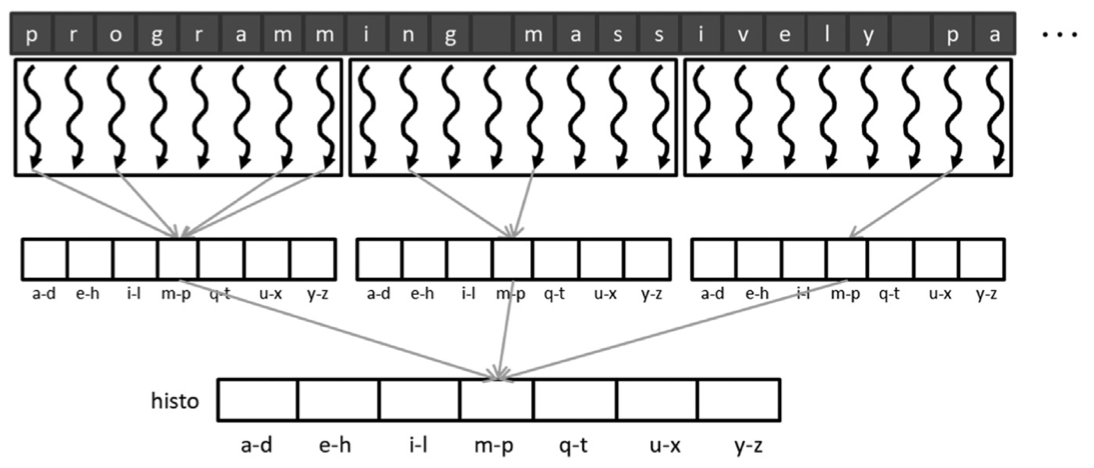 p r o g r a m m i n g m a s s i v e l y p a ...
a-d e-h i-l m-p q-t u-x y-z a-d e-h i-l m-p q-t u-x y-z a-d e-h i-l m-p q-t u-x y-z
histo
a-d e-h i-l m-p q-t u-x y-z